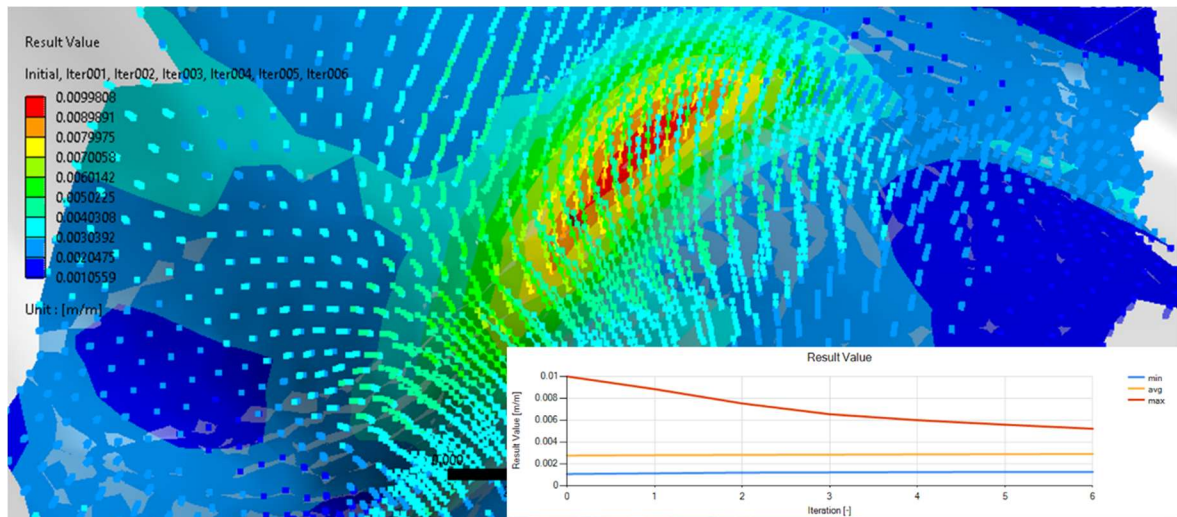 Result Value
Initial, Iter001, Iter002, Iter003, Iter004, Iter005, Iter006
0.0099808
0.0089891
0.0079975
0.0070058
0.0060142
0.0050225
0.0040308
0.0030392
0.0020475
0.0010559
Unit : [m/m]
0.000
Result Value
0.01
0.008
0.006
0.004
0.002
0
Result Value [m/m]
0 1 2 3 4 5 6
Iteration [-]
min
avg
max